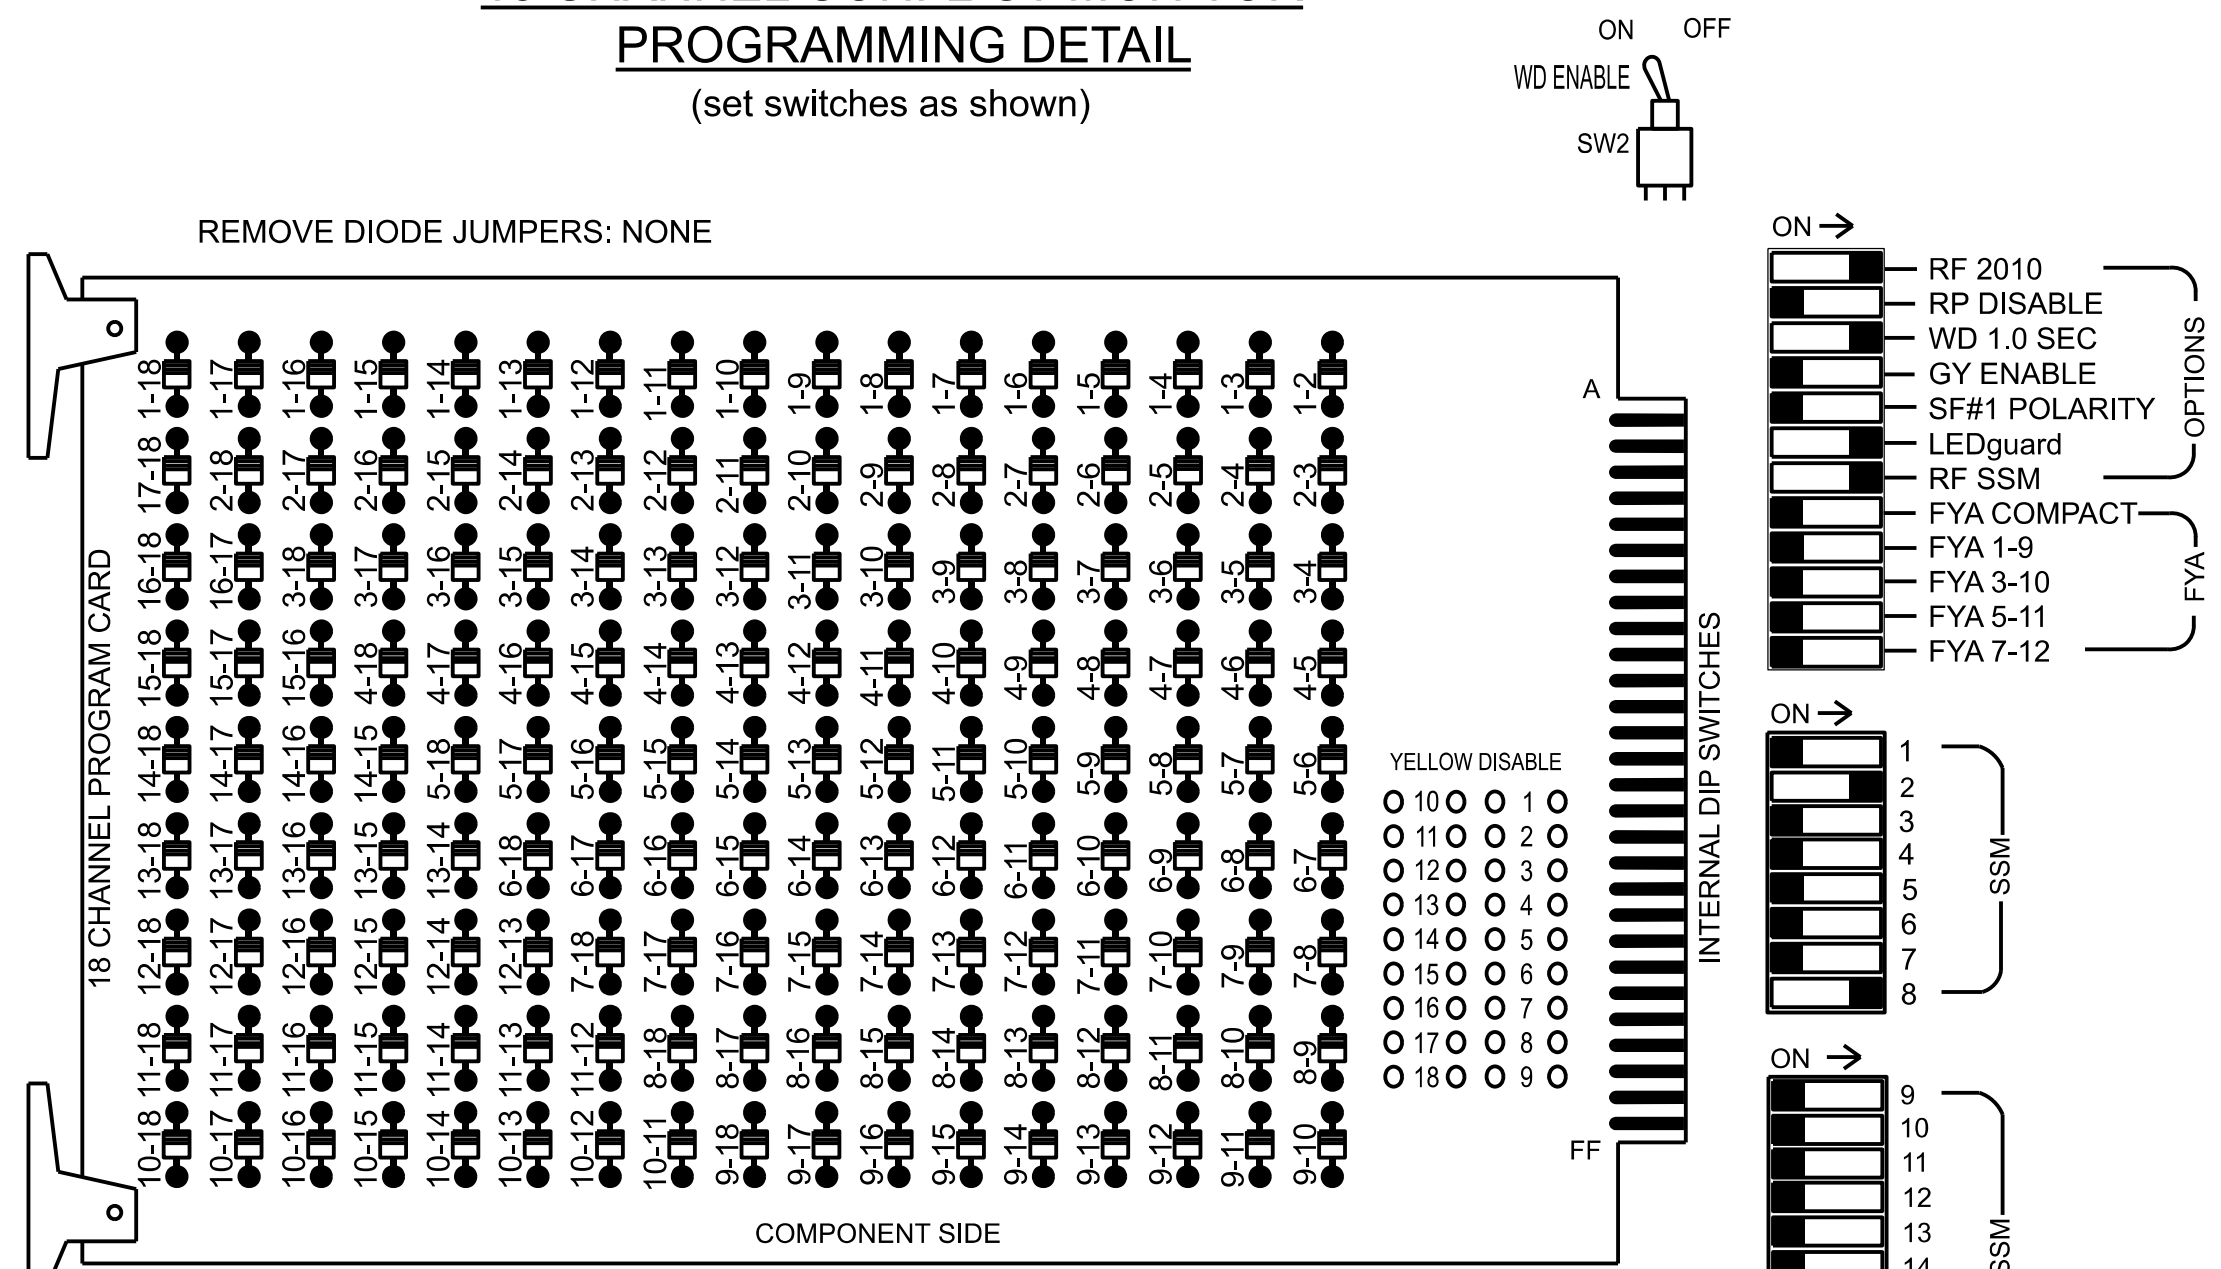 PROGRAMMING DETAIL
(set switches as shown)
ON OFF
WD ENABLE
SW2
REMOVE DIODE JUMPERS: NONE
18 CHANNEL PROGRAM CARD
1-18 1-17 1-16 1-15 1-14 1-13 1-12 1-11 1-10 1-9 1-8 1-7 1-6 1-5 1-4 1-3 1-2
17-18 2-18 2-17 2-16 2-15 2-14 2-13 2-12 2-11 2-10 2-9 2-8 2-7 2-6 2-5 2-4 2-3
16-18 16-17 3-18 3-17 3-16 3-15 3-14 3-13 3-12 3-11 3-10 3-9 3-8 3-7 3-6 3-5 3-4
15-18 15-17 15-16 4-18 4-17 4-16 4-15 4-14 4-13 4-12 4-11 4-10 4-9 4-8 4-7 4-6 4-5
14-18 14-17 14-16 14-15 5-18 5-17 5-16 5-15 5-14 5-13 5-12 5-11 5-10 5-9 5-8 5-7 5-6
13-18 13-17 13-16 13-15 13-14 6-18 6-17 6-16 6-15 6-14 6-13 6-12 6-11 6-10 6-9 6-8 6-7
12-18 12-17 12-16 12-15 12-14 12-13 7-18 7-17 7-16 7-15 7-14 7-13 7-12 7-11 7-10 7-9 7-8
11-18 11-17 11-16 11-15 11-14 11-13 11-12 8-18 8-17 8-16 8-15 8-14 8-13 8-12 8-11 8-10 8-9
10-18 10-17 10-16 10-15 10-14 10-13 10-12 10-11 9-18 9-17 9-16 9-15 9-14 9-13 9-12 9-11 9-10
COMPONENT SIDE
YELLOW DISABLE
10 1
11 2
12 3
13 4
14 5
15 6
16 7
17 8
18 9
A
FF
INTERNAL DIP SWITCHES
ON →
RF 2010
RP DISABLE
WD 1.0 SEC
GY ENABLE
SF#1 POLARITY
LEDguard
RF SSM
OPTIONS
FYA COMPACT
FYA 1-9
FYA 3-10
FYA 5-11
FYA 7-12
FYA
ON →
1
2
3
4
5
6
7
8
SSM
ON →
9
10
11
12
13
14
SSM